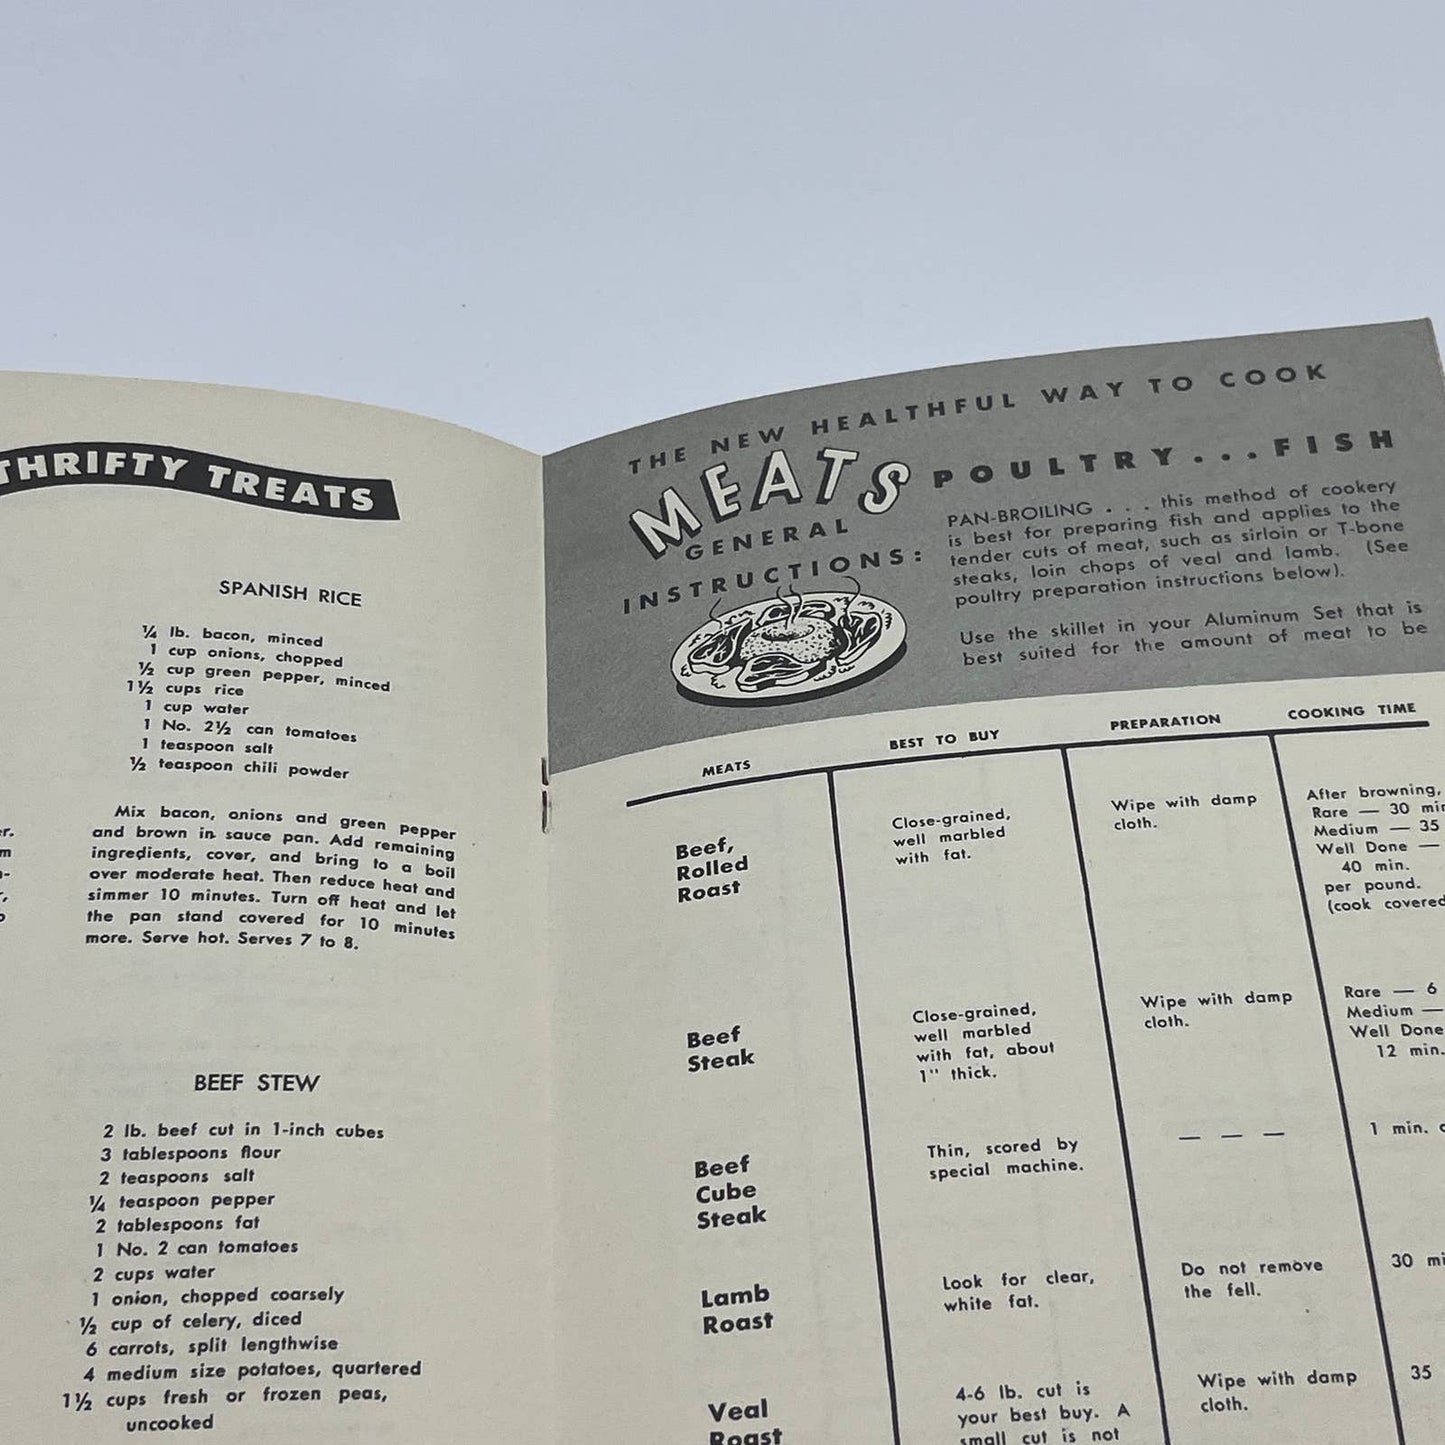 THRIFTY TREATS
SPANISH RICE
¼ lb. bacon, minced
1 cup onions, chopped
½ cup green pepper, minced
1½ cups rice
1 cup water
1 No. 2½ can tomatoes
1 teaspoon salt
½ teaspoon chili powder
Mix bacon, onions and green pepper
and brown in sauce pan. Add remaining
ingredients, cover, and bring to a boil
over moderate heat. Then reduce heat and
simmer 10 minutes. Turn off heat and let
the pan stand covered for 10 minutes
more. Serve hot. Serves 7 to 8.
BEEF STEW
2 lb. beef cut in 1-inch cubes
3 tablespoons flour
2 teaspoons salt
¼ teaspoon pepper
2 tablespoons fat
1 No. 2 can tomatoes
2 cups water
1 onion, chopped coarsely
½ cup of celery, diced
6 carrots, split lengthwise
4 medium size potatoes, quartered
1½ cups fresh or frozen peas,
uncooked
THE NEW HEALTHFUL WAY TO COOK
MEATS POULTRY...FISH
GENERAL
INSTRUCTIONS:
PAN-BROILING . . . this method of cookery
is best for preparing fish and applies to the
tender cuts of meat, such as sirloin or T-bone
steaks, loin chops of veal and lamb. (See
poultry preparation instructions below).
Use the skillet in your Aluminum Set that is
best suited for the amount of meat to be
MEATS BEST TO BUY PREPARATION COOKING TIME
Beef,
Rolled
Roast
Close-grained,
well marbled
with fat.
Wipe with damp
cloth.
After browning,
Rare — 30 min
Medium — 35
Well Done —
40 min.
per pound.
(cook covered
Beef
Steak
Close-grained,
well marbled
with fat, about
1" thick.
Wipe with damp
cloth.
Rare — 6
Medium —
Well Done
12 min.
Beef
Cube
Steak
Thin, scored by
special machine.
— — —
1 min.
Lamb
Roast
Look for clear,
white fat.
Do not remove
the fell.
30 mi
Veal
Roast
4-6 lb. cut is
your best buy. A
small cut is not
Wipe with damp
cloth.
35